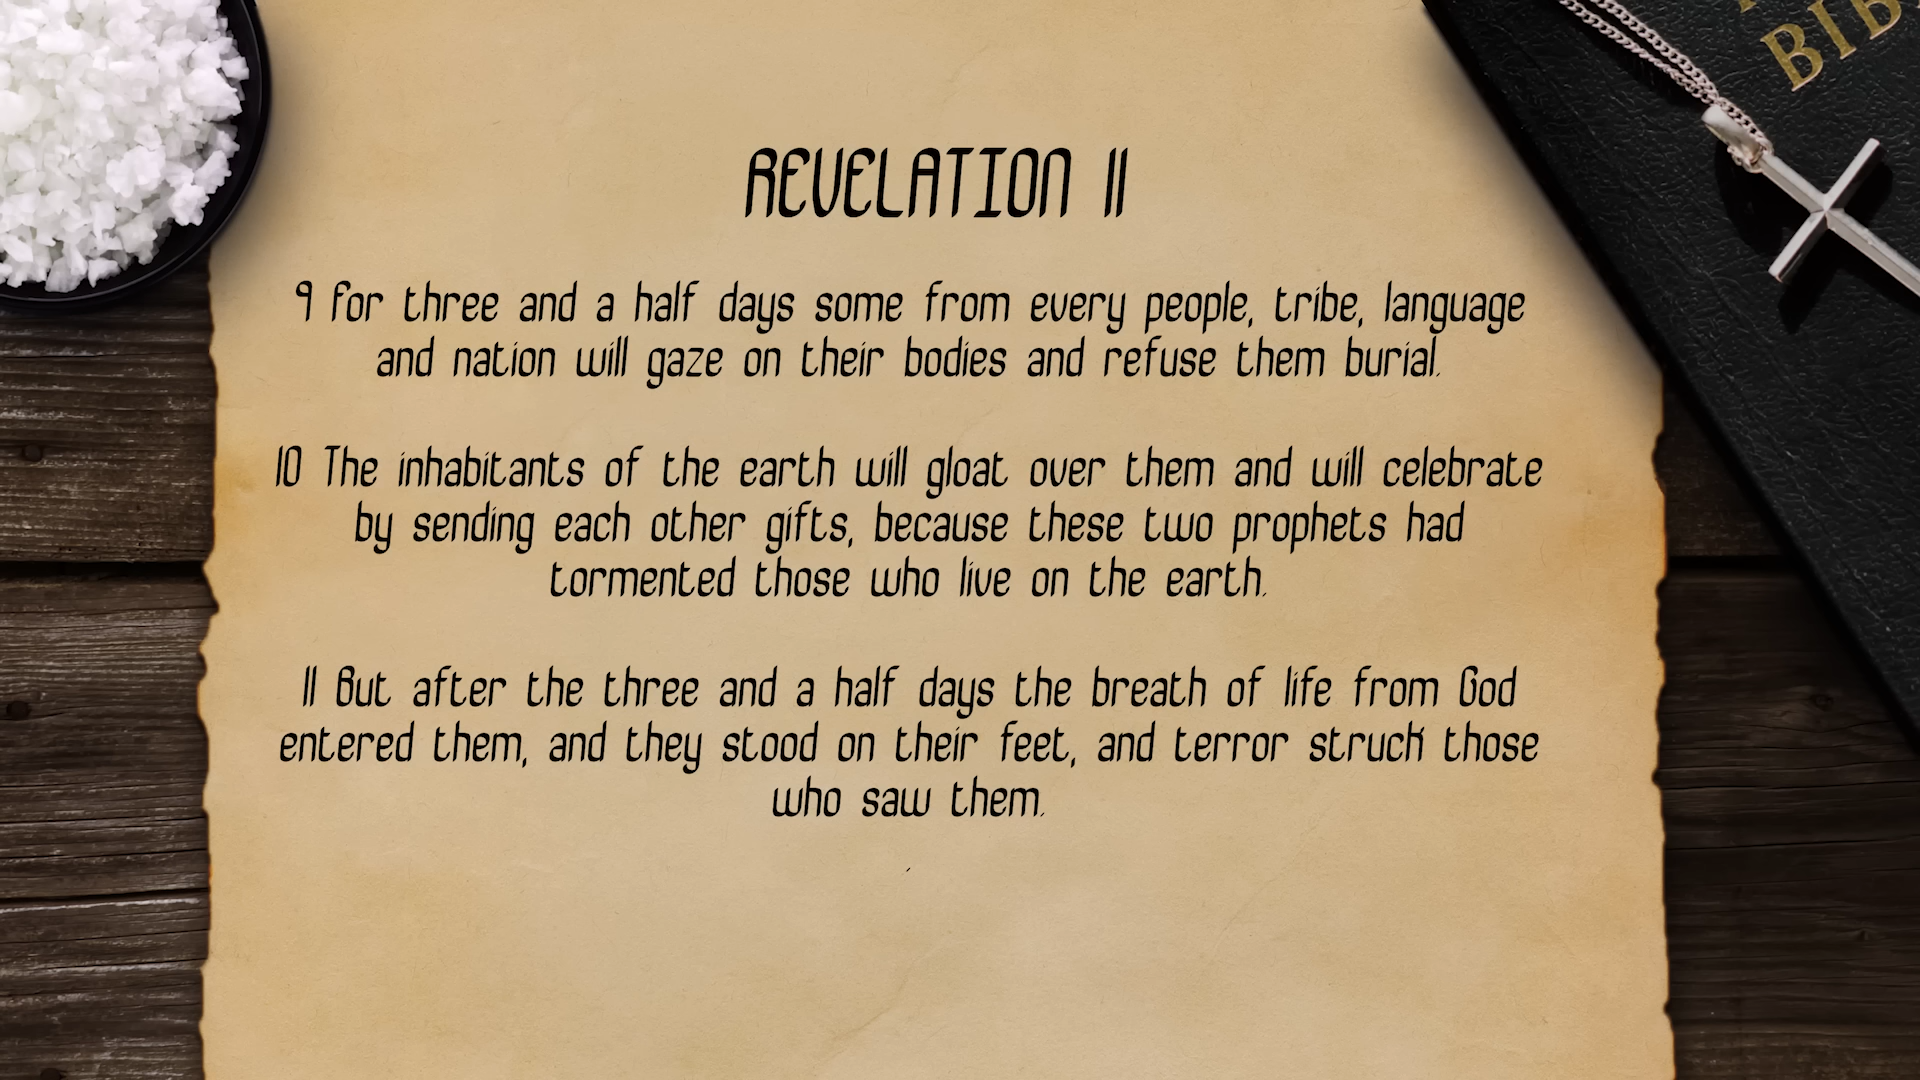 BIB
REVELATION 11
9 for three and a half days some from every people, tribe, language
and nation will gaze on their bodies and refuse them burial.
10 The inhabitants of the earth will gloat over them and will celebrate
by sending each other gifts, because these two prophets had
tormented those who live on the earth.
11 But after the three and a half days the breath of life from God
entered them, and they stood on their feet, and terror struck those
who saw them.
.